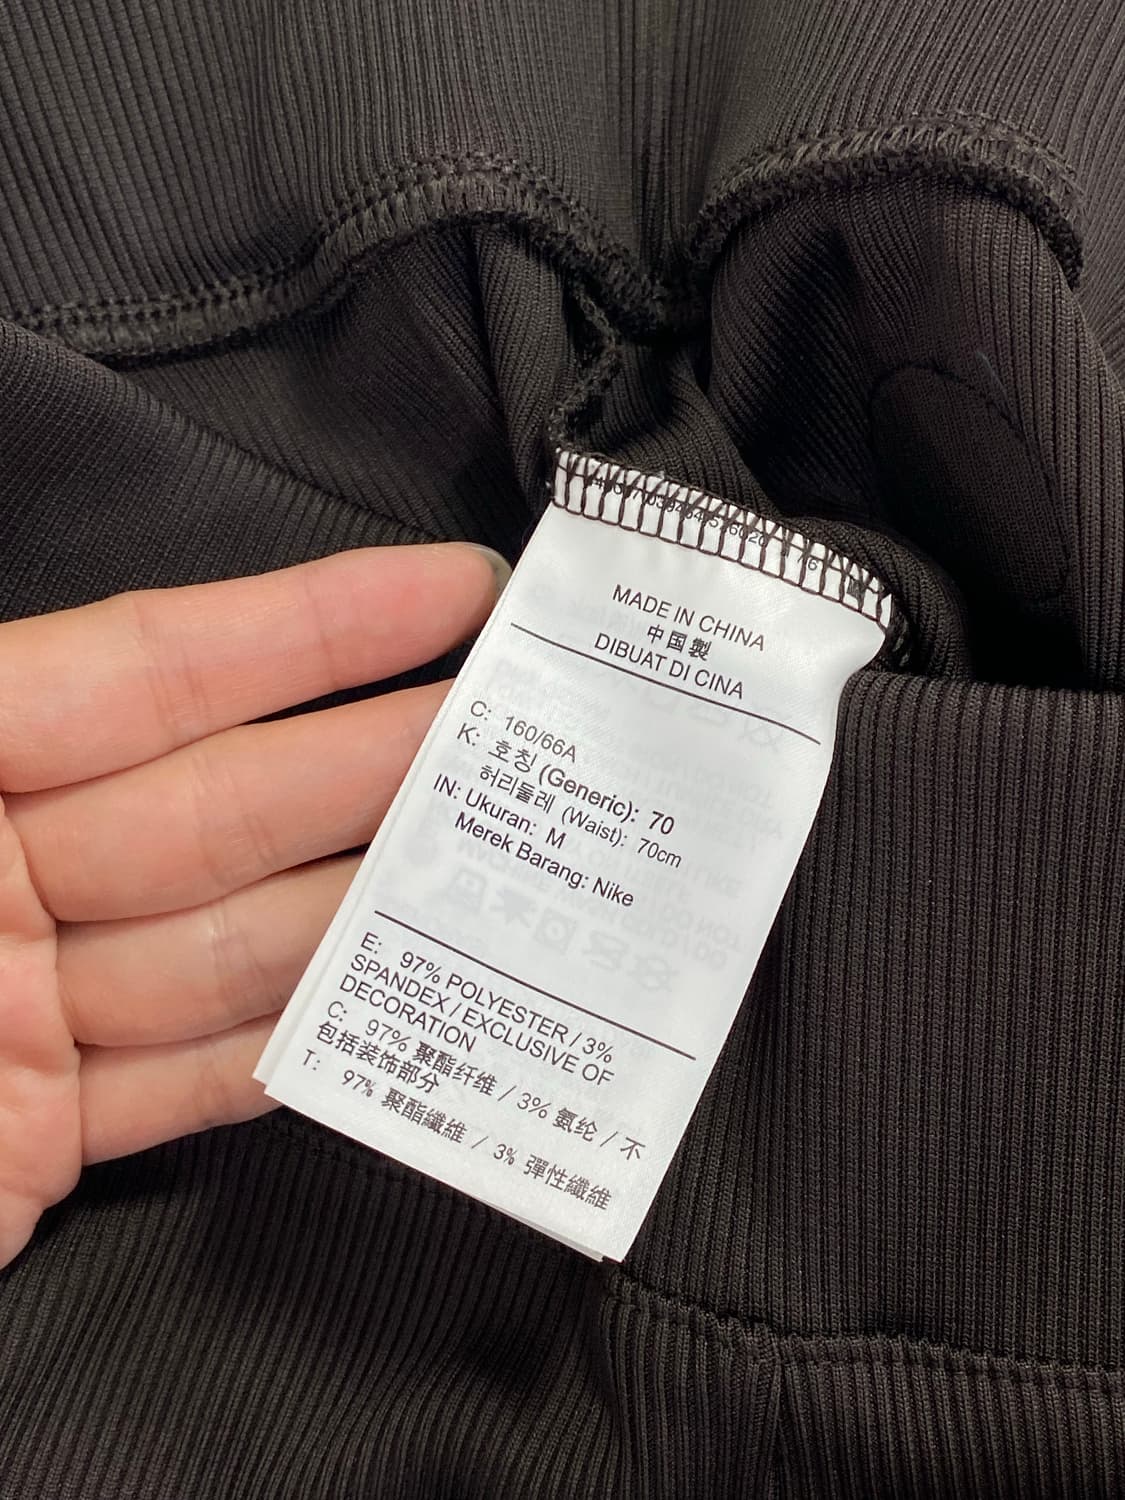 MADE IN CHINA
中国製
DIBUAT DI CINA
C: 160/66A
K: 호칭 (Generic): 70
허리둘레 (Waist): 70cm
IN: Ukuran: M
Merek Barang: Nike
E: 97% POLYESTER / 3%
SPANDEX / EXCLUSIVE OF
DECORATION
C: 97% 聚酯纤维 / 3% 氨纶 / 不
包括装饰部分
T: 97% 聚酯纖維 / 3% 彈性纖維